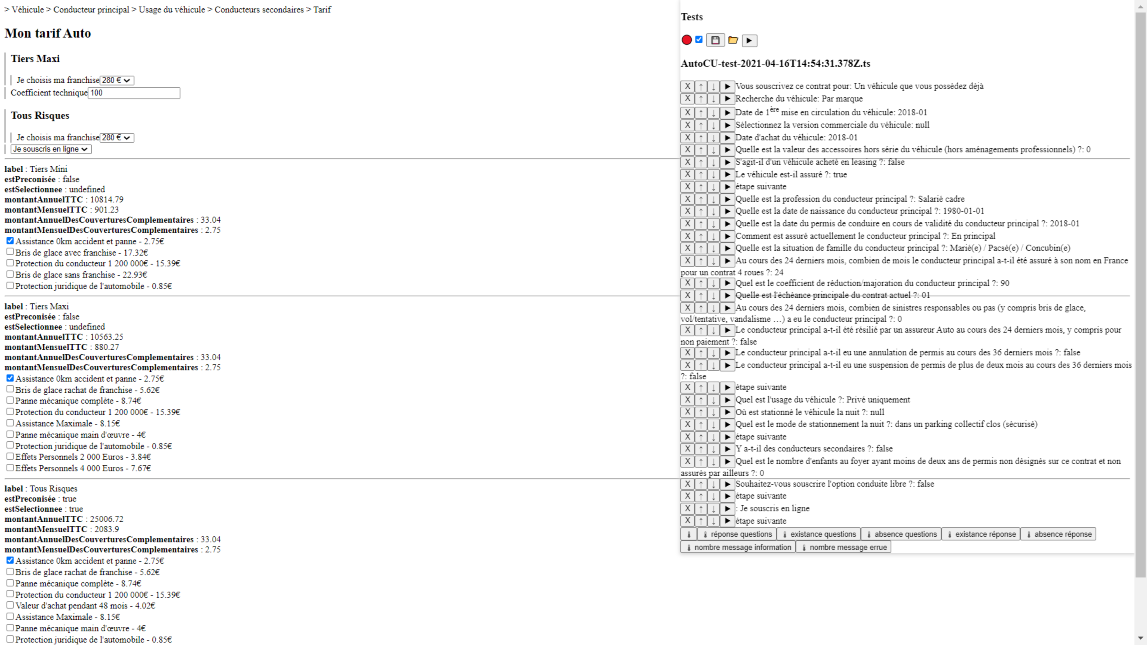 > Véhicule > Conducteur principal > Usage du véhicule > Conducteurs secondaires > Tarif
Mon tarif Auto
Tiers Maxi
Je choisis ma franchise 280 €
Coefficient technique 100
Tous Risques
Je choisis ma franchise 280 €
Je souscris en ligne
label : Tiers Mini
estPreconisée : false
estSelectionnee : undefined
montantAnnuelTTC : 10814.79
montantMensuelTTC : 901.23
montantAnnuelDesCouverturesComplementaires : 33.04
montantMensuelDesCouverturesComplementaires : 2.75
Assistance 0km accident et panne - 2.75€
Bris de glace avec franchise - 17.32€
Protection du conducteur 1 200 000€ - 15.39€
Bris de glace sans franchise - 22.93€
Protection juridique de l'automobile - 0.85€
label : Tiers Maxi
estPreconisée : false
estSelectionnee : undefined
montantAnnuelTTC : 10563.25
montantMensuelTTC : 880.27
montantAnnuelDesCouverturesComplementaires : 33.04
montantMensuelDesCouverturesComplementaires : 2.75
Assistance 0km accident et panne - 2.75€
Bris de glace rachat de franchise - 5.62€
Panne mécanique complète - 8.74€
Protection du conducteur 1 200 000€ - 15.39€
Assistance Maximale - 8.15€
Panne mécanique main d'œuvre - 4€
Protection juridique de l'automobile - 0.85€
Effets Personnels 2 000 Euros - 3.84€
Effets Personnels 4 000 Euros - 7.67€
label : Tous Risques
estPreconisée : true
estSelectionnee : true
montantAnnuelTTC : 25006.72
montantMensuelTTC : 2083.9
montantAnnuelDesCouverturesComplementaires : 33.04
montantMensuelDesCouverturesComplementaires : 2.75
Assistance 0km accident et panne - 2.75€
Bris de glace rachat de franchise - 5.62€
Panne mécanique complète - 8.74€
Protection du conducteur 1 200 000€ - 15.39€
Valeur d'achat pendant 48 mois - 4.02€
Assistance Maximale - 8.15€
Panne mécanique main d'œuvre - 4€
Protection juridique de l'automobile - 0.85€
Tests
AutoCU-test-2021-04-16T14:54:31.378Z.ts
X ↑ ↓ ▶ Vous souscrivez ce contrat pour: Un véhicule que vous possédez déjà
X ↑ ↓ ▶ Recherche du véhicule: Par marque
X ↑ ↓ ▶ Date de 1ère mise en circulation du véhicule: 2018-01
X ↑ ↓ ▶ Sélectionnez la version commerciale du véhicule: null
X ↑ ↓ ▶ Date d'achat du véhicule: 2018-01
X ↑ ↓ ▶ Quelle est la valeur des accessoires hors série du véhicule (hors aménagements professionnels) ?: 0
X ↑ ↓ ▶ S'agit-il d'un véhicule acheté en leasing ?: false
X ↑ ↓ ▶ Le véhicule est-il assuré ?: true
X ↑ ↓ ▶ étape suivante
X ↑ ↓ ▶ Quelle est la profession du conducteur principal ?: Salarié cadre
X ↑ ↓ ▶ Quelle est la date de naissance du conducteur principal ?: 1980-01-01
X ↑ ↓ ▶ Quelle est la date du permis de conduire en cours de validité du conducteur principal ?: 2018-01
X ↑ ↓ ▶ Comment est assuré actuellement le conducteur principal ?: En principal
X ↑ ↓ ▶ Quelle est la situation de famille du conducteur principal ?: Marié(e) / Pacsé(e) / Concubin(e)
X ↑ ↓ ▶ Au cours des 24 derniers mois, combien de mois le conducteur principal a-t-il été assuré à son nom en France
pour un contrat 4 roues ?: 24
X ↑ ↓ ▶ Quel est le coefficient de réduction/majoration du conducteur principal ?: 90
X ↑ ↓ ▶ Quelle est l'échéance principale du contrat actuel ?: 01
X ↑ ↓ ▶ Au cours des 24 derniers mois, combien de sinistres responsables ou pas (y compris bris de glace,
vol/tentative, vandalisme …) a eu le conducteur principal ?: 0
X ↑ ↓ ▶ Le conducteur principal a-t-il été résilié par un assureur Auto au cours des 24 derniers mois, y compris pour
non paiement ?: false
X ↑ ↓ ▶ Le conducteur principal a-t-il eu une annulation de permis au cours des 36 derniers mois ?: false
X ↑ ↓ ▶ Le conducteur principal a-t-il eu une suspension de permis de plus de deux mois au cours des 36 derniers mois
?: false
X ↑ ↓ ▶ étape suivante
X ↑ ↓ ▶ Quel est l'usage du véhicule ?: Privé uniquement
X ↑ ↓ ▶ Où est stationné le véhicule la nuit ?: null
X ↑ ↓ ▶ Quel est le mode de stationnement la nuit ?: dans un parking collectif clos (sécurisé)
X ↑ ↓ ▶ étape suivante
X ↑ ↓ ▶ Y a-t-il des conducteurs secondaires ?: false
X ↑ ↓ ▶ Quel est le nombre d'enfants au foyer ayant moins de deux ans de permis non désignés sur ce contrat et non
assurés par ailleurs ?: 0
X ↑ ↓ ▶ Souhaitez-vous souscrire l'option conduite libre ?: false
X ↑ ↓ ▶ étape suivante
X ↑ ↓ ▶ : Je souscris en ligne
X ↑ ↓ ▶ étape suivante
réponse questions existance questions absence questions existance réponse absence réponse
nombre message information nombre message errue